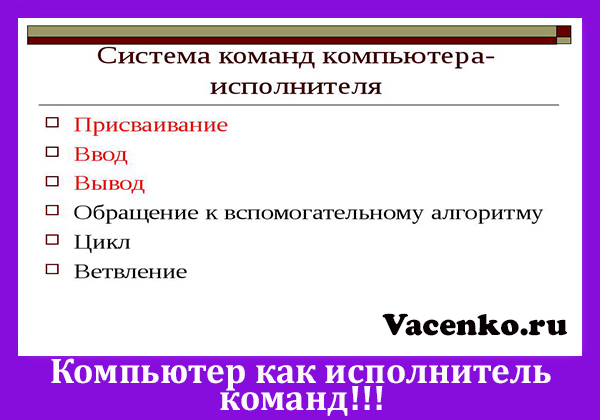 Система команд компьютера-
исполнителя
Присваивание
Ввод
Вывод
Обращение к вспомогательному алгоритму
Цикл
Ветвление
Vacenko.ru
Компьютер как исполнитель
команд!!!